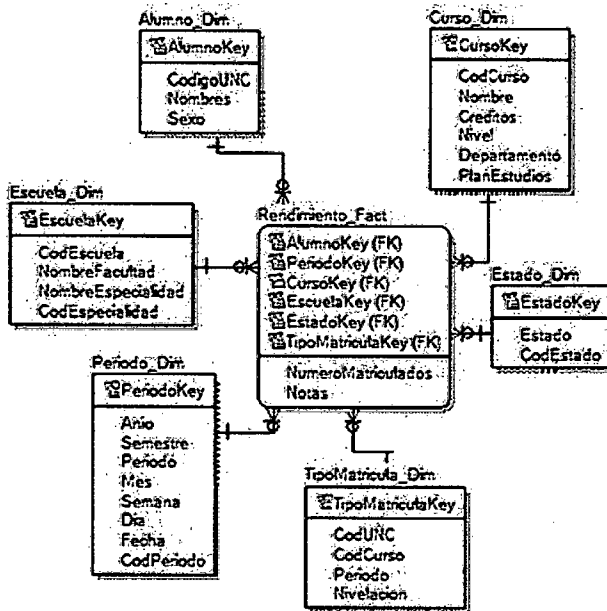 Alumno_Dim
AlumnoKey
CodigoUNC
Nombres
Sexo
Curso_Dim
CursoKey
CodCurso
Nombre
Creditos
Nivel
Departamento
PlanEstudios
Escuela_Dim
EscuelaKey
CodEscuela
NombreFacultad
NombreEspecialidad
CodEspecialidad
Rendimiento_Fact
AlumnoKey (FK)
PeriodoKey (FK)
CursoKey (FK)
EscuelaKey (FK)
EstadoKey (FK)
TipoMatriculaKey (FK)
NumeroMatriculados
Notas
Estado_Dim
EstadoKey
Estado
CodEstado
Periodo_Dim
PeriodoKey
Anio
Semestre
Periodo
Mes
Semana
Dia
Fecha
CodPeriodo
TipoMatricula_Dim
TipoMatriculaKey
CodUNC
CodCurso
Periodo
Nivelacion